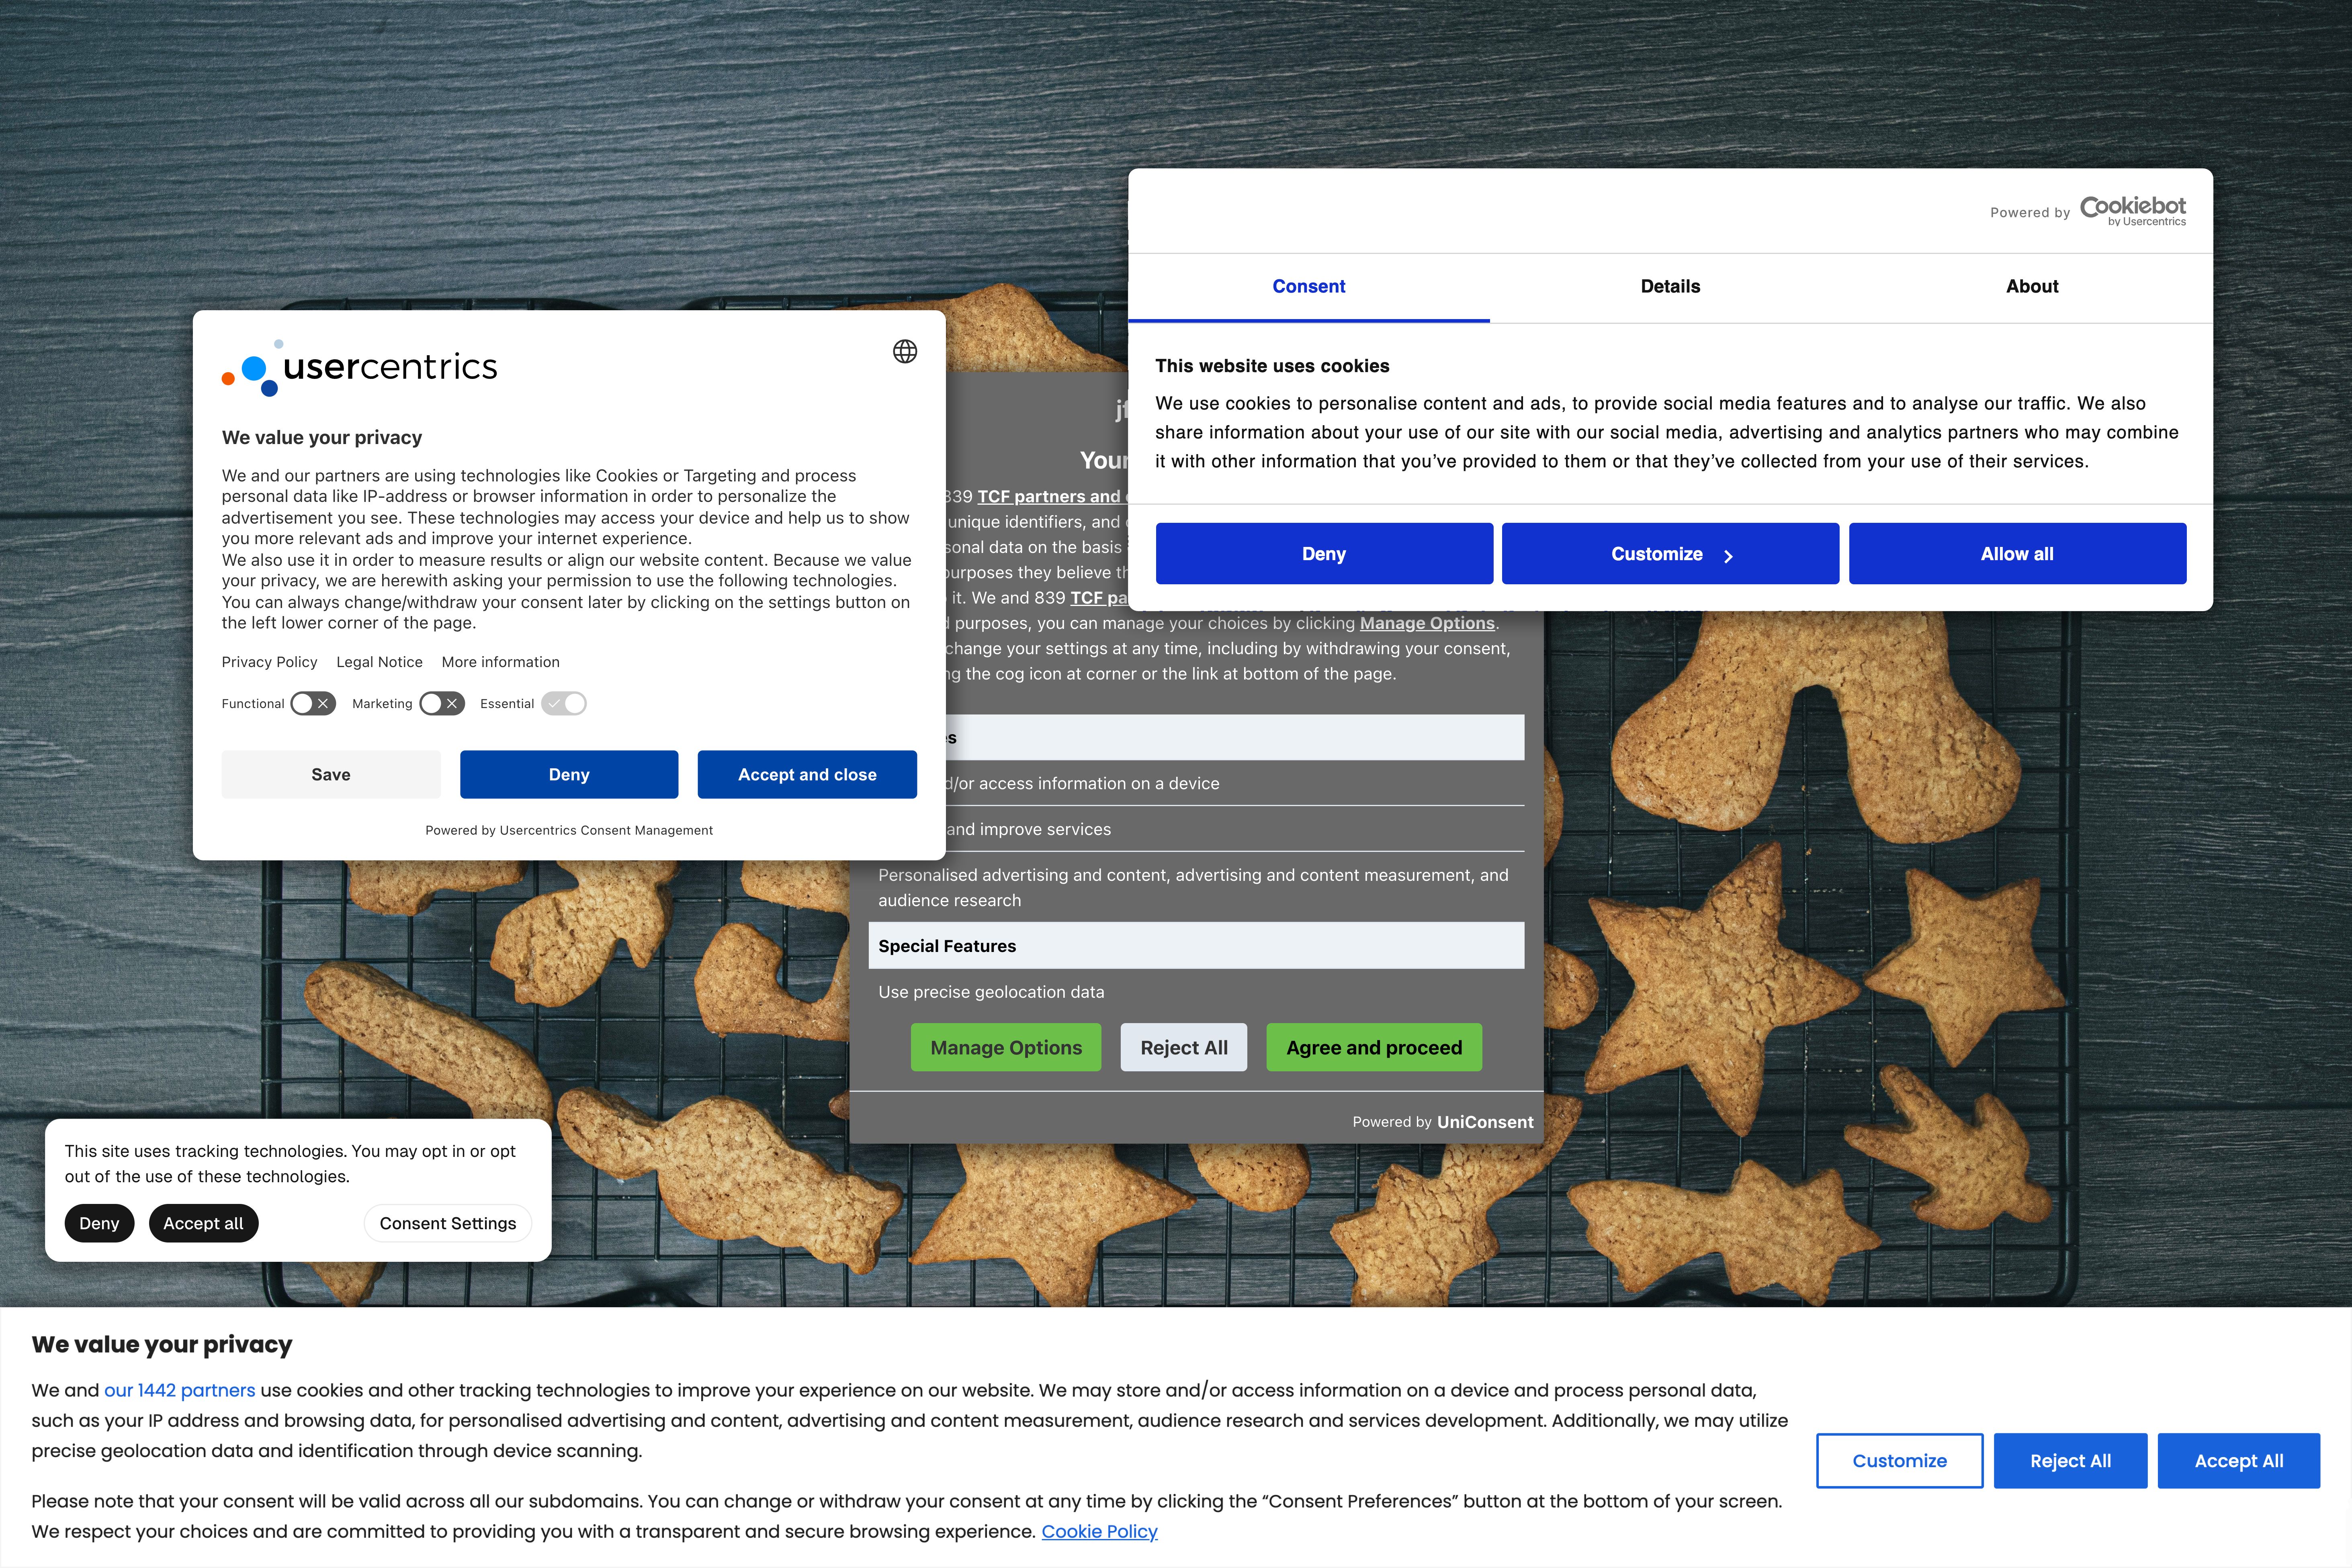 Powered by Cookiebot
by Usercentrics
Consent Details About
This website uses cookies
We use cookies to personalise content and ads, to provide social media features and to analyse our traffic. We also
share information about your use of our site with our social media, advertising and analytics partners who may combine
it with other information that you’ve provided to them or that they’ve collected from your use of their services.
Deny Customize Allow all
usercentrics
We value your privacy
We and our partners are using technologies like Cookies or Targeting and process
personal data like IP-address or browser information in order to personalize the
advertisement you see. These technologies may access your device and help us to show
you more relevant ads and improve your internet experience.
We also use it in order to measure results or align our website content. Because we value
your privacy, we are herewith asking your permission to use the following technologies.
You can always change/withdraw your consent later by clicking on the settings button on
the left lower corner of the page.
Privacy Policy Legal Notice More information
Functional Marketing Essential
Save Deny Accept and close
Powered by Usercentrics Consent Management
Your
839 TCF partners and
unique identifiers, and
data on the basis
purposes they believe
it. We and 839 TCF
purposes, you can manage your choices by clicking Manage Options.
change your settings at any time, including by withdrawing your consent,
the cog icon at corner or the link at bottom of the page.
and/or access information on a device
and improve services
Personalised advertising and content, advertising and content measurement, and
audience research
Special Features
Use precise geolocation data
Manage Options Reject All Agree and proceed
Powered by UniConsent
This site uses tracking technologies. You may opt in or opt
out of the use of these technologies.
Deny Accept all Consent Settings
We value your privacy
We and our 1442 partners use cookies and other tracking technologies to improve your experience on our website. We may store and/or access information on a device and process personal data,
such as your IP address and browsing data, for personalised advertising and content, advertising and content measurement, audience research and services development. Additionally, we may utilize
precise geolocation data and identification through device scanning.
Please note that your consent will be valid across all our subdomains. You can change or withdraw your consent at any time by clicking the “Consent Preferences” button at the bottom of your screen.
We respect your choices and are committed to providing you with a transparent and secure browsing experience. Cookie Policy
Customize Reject All Accept All